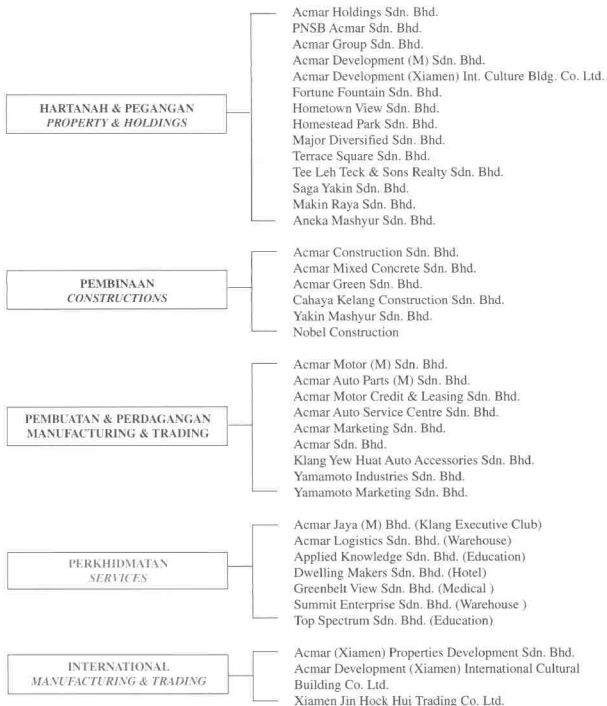 HARTANAH & PEGANGAN
PROPERTY & HOLDINGS
Acmar Holdings Sdn. Bhd.
PNSB Acmar Sdn. Bhd.
Acmar Group Sdn. Bhd.
Acmar Development (M) Sdn. Bhd.
Acmar Development (Xiamen) Int. Culture Bldg. Co. Ltd.
Fortune Fountain Sdn. Bhd.
Hometown View Sdn. Bhd.
Homestead Park Sdn. Bhd.
Major Diversified Sdn. Bhd.
Terrace Square Sdn. Bhd.
Tee Leh Teck & Sons Realty Sdn. Bhd.
Saga Yakin Sdn. Bhd.
Makin Raya Sdn. Bhd.
Aneka Mashyur Sdn. Bhd.
PEMBINAAN
CONSTRUCTIONS
Acmar Construction Sdn. Bhd.
Acmar Mixed Concrete Sdn. Bhd.
Acmar Green Sdn. Bhd.
Cahaya Kelang Construction Sdn. Bhd.
Yakin Mashyur Sdn. Bhd.
Nobel Construction
PEMBUATAN & PERDAGANGAN
MANUFACTURING & TRADING
Acmar Motor (M) Sdn. Bhd.
Acmar Auto Parts (M) Sdn. Bhd.
Acmar Motor Credit & Leasing Sdn. Bhd.
Acmar Auto Service Centre Sdn. Bhd.
Acmar Marketing Sdn. Bhd.
Acmar Sdn. Bhd.
Klang Yew Huat Auto Accessories Sdn. Bhd.
Yamamoto Industries Sdn. Bhd.
Yamamoto Marketing Sdn. Bhd.
PERKHIDMATAN
SERVICES
Acmar Jaya (M) Bhd. (Klang Executive Club)
Acmar Logistics Sdn. Bhd. (Warehouse)
Applied Knowledge Sdn. Bhd. (Education)
Dwelling Makers Sdn. Bhd. (Hotel)
Greenbelt View Sdn. Bhd. (Medical )
Summit Enterprise Sdn. Bhd. (Warehouse )
Top Spectrum Sdn. Bhd. (Education)
INTERNATIONAL
MANUFACTURING & TRADING
Acmar (Xiamen) Properties Development Sdn. Bhd.
Acmar Development (Xiamen) International Cultural
Building Co. Ltd.
Xiamen Jin Hock Hui Trading Co. Ltd.